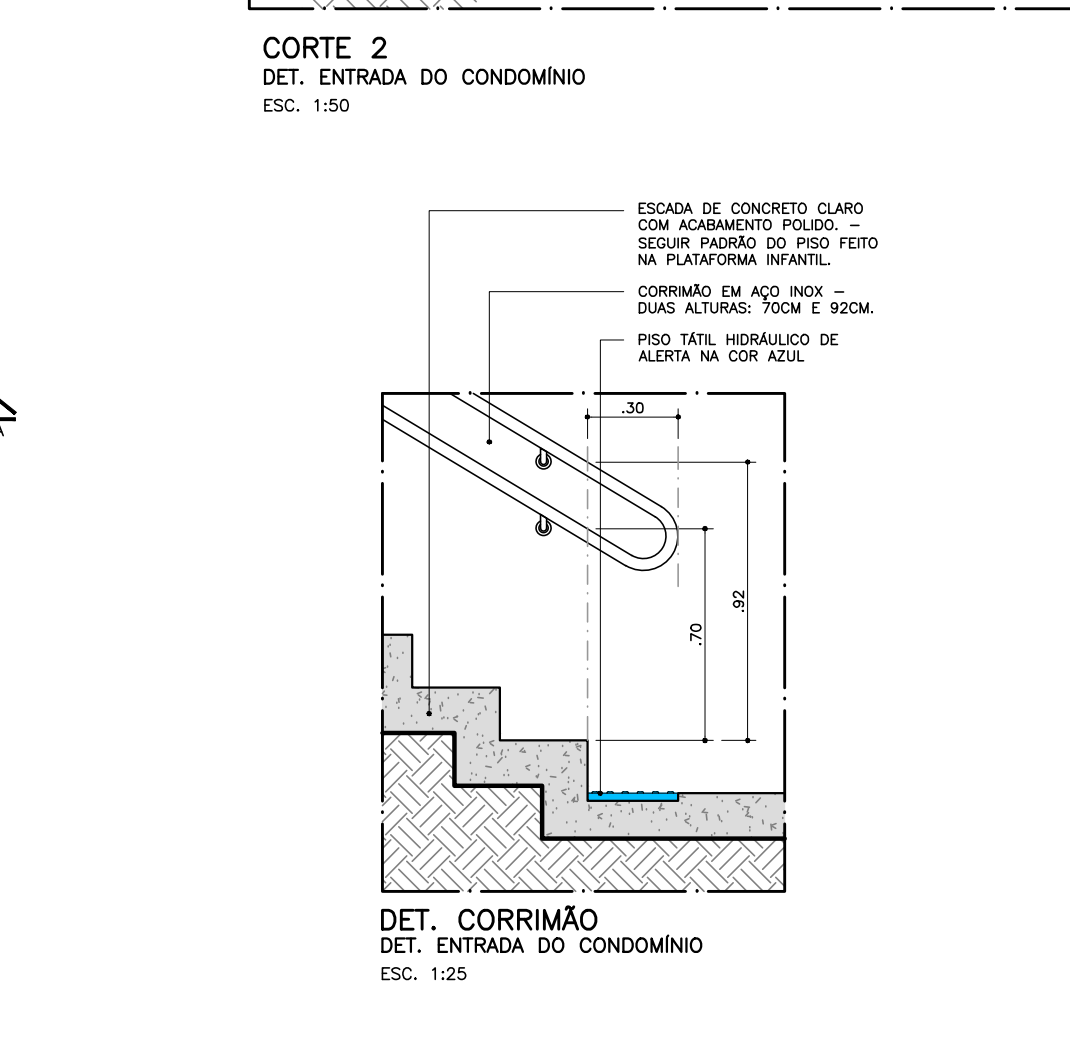 CORTE 2
DET. ENTRADA DO CONDOMÍNIO
ESC. 1:50
ESCADA DE CONCRETO CLARO
COM ACABAMENTO POLIDO. –
SEGUIR PADRÃO DO PISO FEITO
NA PLATAFORMA INFANTIL.
CORRIMÃO EM AÇO INOX –
DUAS ALTURAS: 70CM E 92CM.
PISO TÁTIL HIDRÁULICO DE
ALERTA NA COR AZUL
.30
.92
.70
DET. CORRIMÃO
DET. ENTRADA DO CONDOMÍNIO
ESC. 1:25